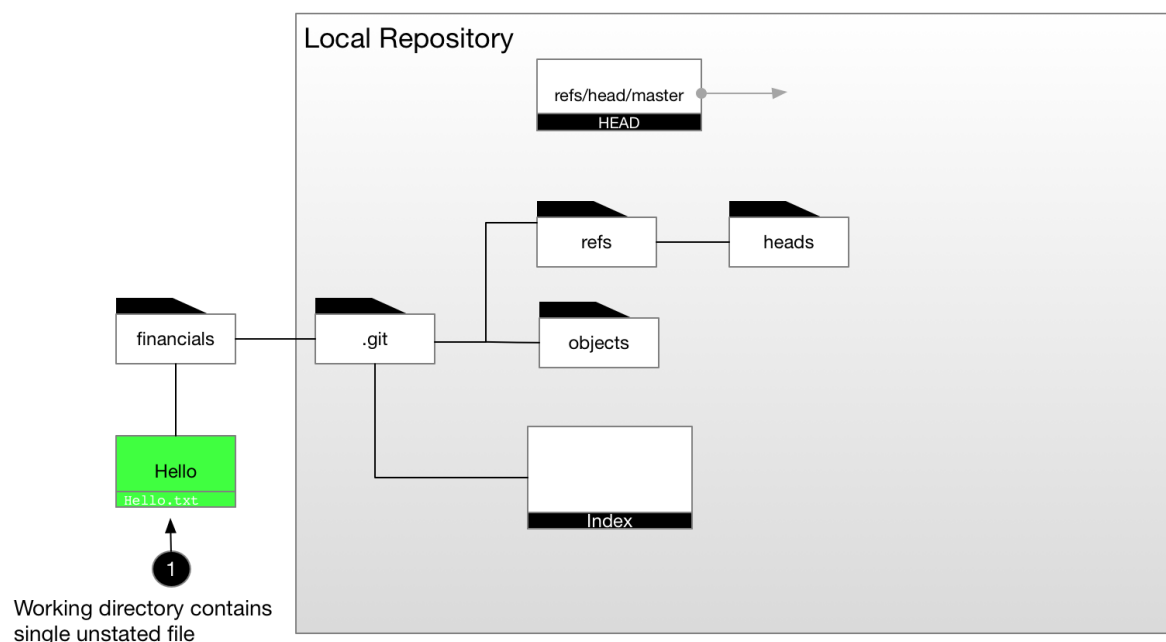 Local Repository
refs/head/master
HEAD
refs
heads
financials
.git
objects
Hello
Hello.txt
Index
1
Working directory contains
single unstated file